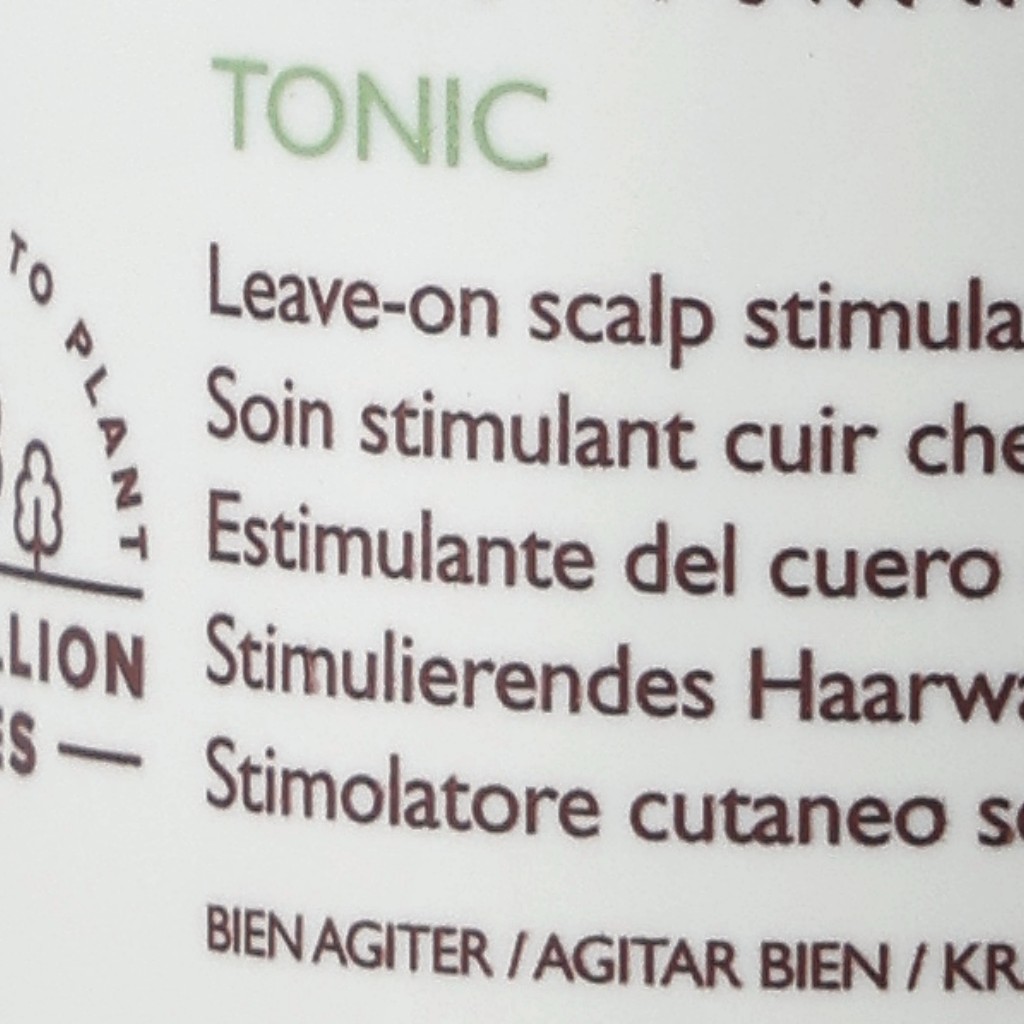 TONIC
TO PLANT
LLION
ES —
Leave-on scalp stimula
Soin stimulant cuir che
Estimulante del cuero
Stimulierendes Haarwa
Stimolatore cutaneo s
BIEN AGITER / AGITAR BIEN / KR